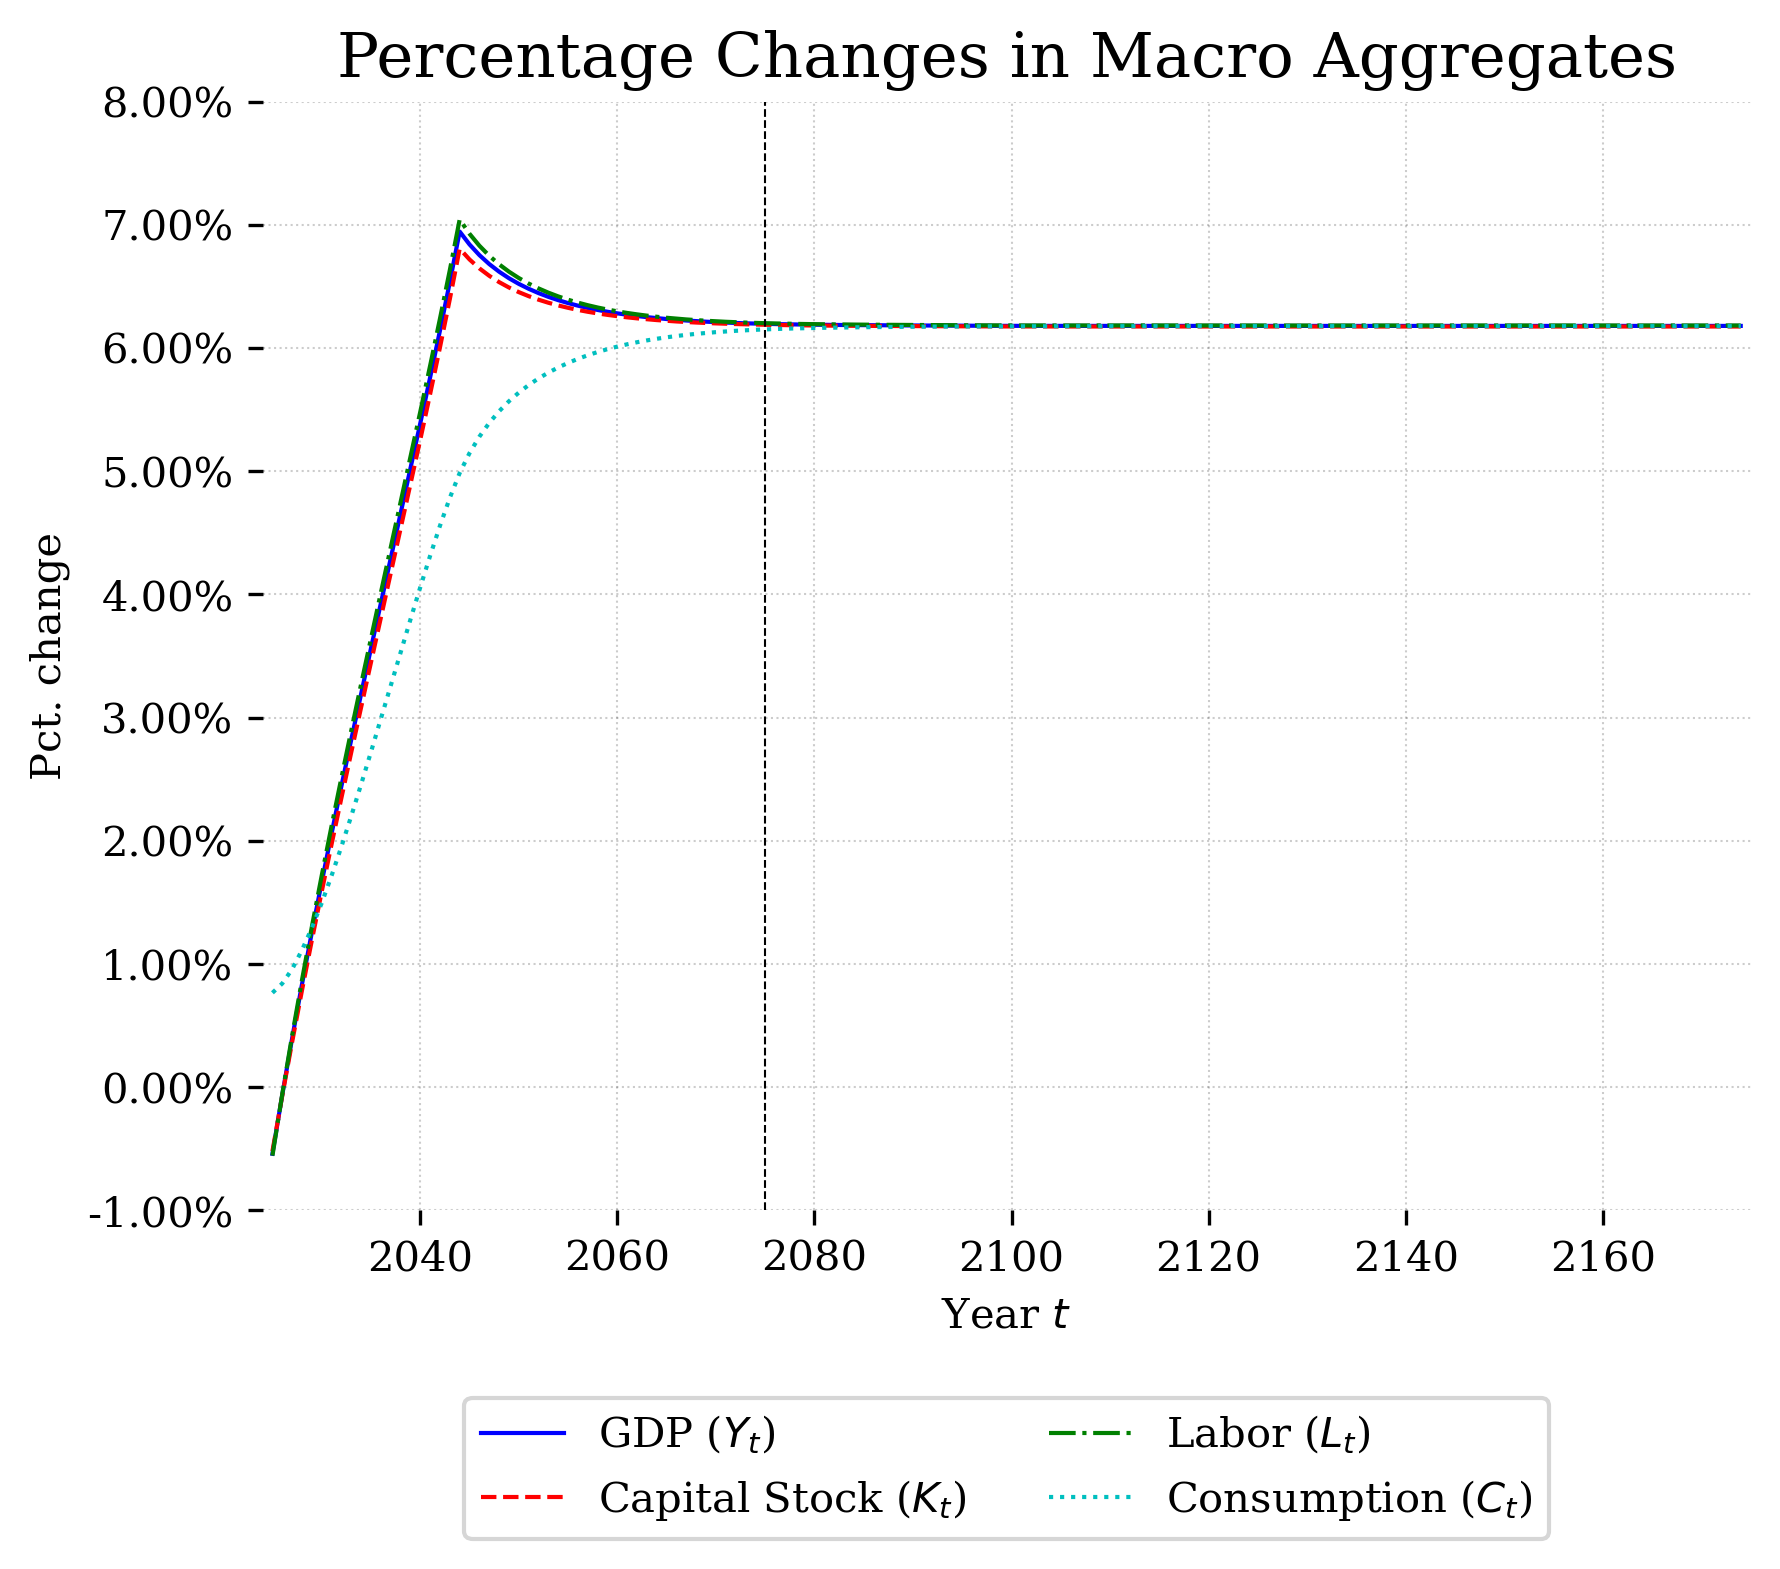 Percentage Changes in Macro Aggregates
8.00%
7.00%
6.00%
5.00%
4.00%
3.00%
2.00%
1.00%
0.00%
-1.00%
Pct. change
2040 2060 2080 2100 2120 2140 2160
Year t
GDP (Yₜ) Labor (Lₜ)
Capital Stock (Kₜ) Consumption (Cₜ)